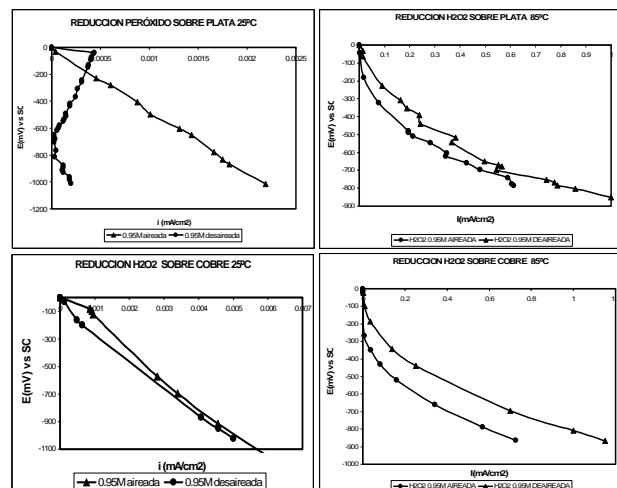 REDUCCION PERÓXIDO SOBRE PLATA 25ºC
0 0.0005 0.001 0.0015 0.002 0.0025
0
-200
-400
-600
-800
-1000
-1200
E(mV) vs SC
i (mA/cm2)
0.95M aireada 0.95M desaireada
REDUCCION H2O2 SOBRE PLATA 85ºC
0 0.1 0.2 0.3 0.4 0.5 0.6 0.7 0.8 0.9 1
0
-100
-200
-300
-400
-500
-600
-700
-800
-900
E(mV) vs SC
I(mA/cm2)
H2O2 0.95M AIREADA H2O2 0.95M DEAIREADA
REDUCCION H2O2 SOBRE COBRE 25ºC
0 0.001 0.002 0.003 0.004 0.005 0.006 0.007
-100
-300
-500
-700
-900
-1100
E(mV) vs SC
i (mA/cm2)
0.95M aireada 0.95M desaireada
REDUCCION H2O2 SOBRE COBRE 85ºC
0 0.2 0.4 0.6 0.8 1 1.2
0
-100
-200
-300
-400
-500
-600
-700
-800
-900
-1000
E(mV) vs SC
I(mA/cm2)
H2O2 0.95M AIREADA H2O2 0.95M DEAIREADA